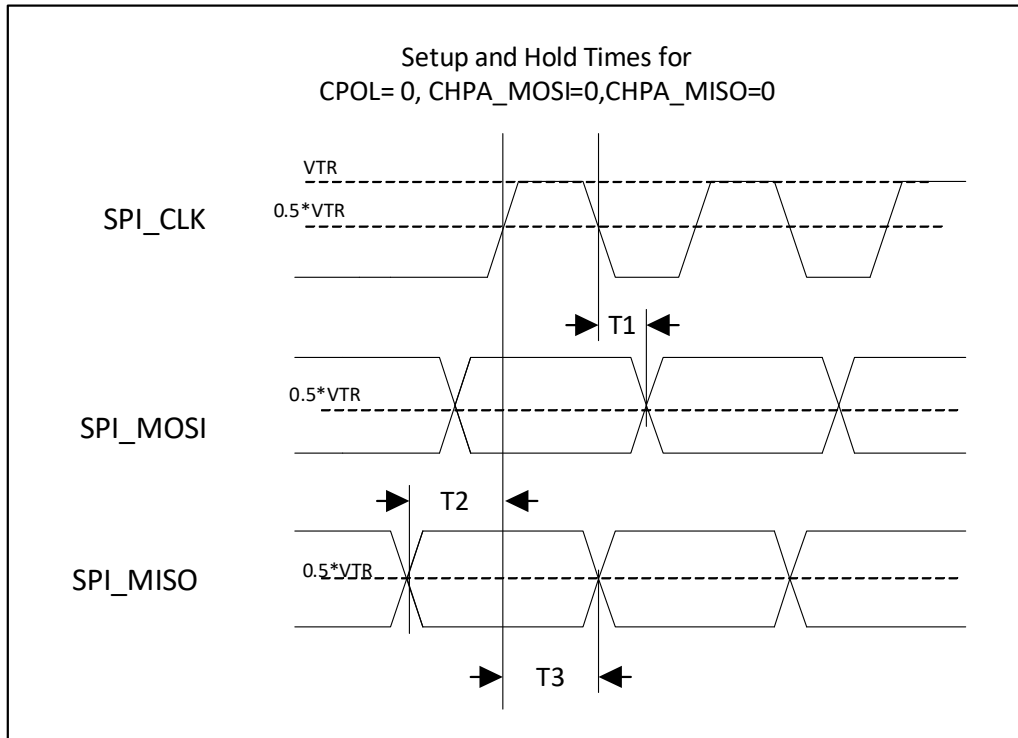 Setup and Hold Times for
CPOL= 0, CHPA_MOSI=0,CHPA_MISO=0
VTR
0.5*VTR
SPI_CLK
T1
0.5*VTR
SPI_MOSI
T2
0.5*VTR
SPI_MISO
T3